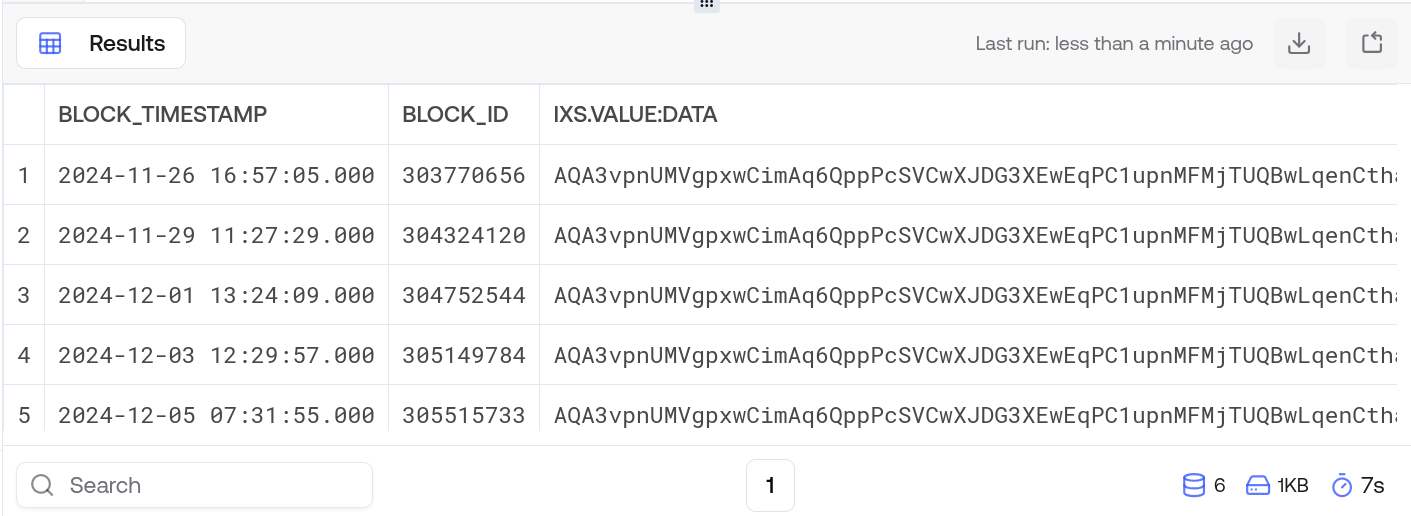 Results Last run: less than a minute ago
BLOCK_TIMESTAMP BLOCK_ID IXS.VALUE:DATA
1 2024-11-26 16:57:05.000 303770656 AQA3vpnUMVgpxwCimAq6QppPcSVCwXJDG3XEwEqPC1upnMFMjTUQBwLqenCtha
2 2024-11-29 11:27:29.000 304324120 AQA3vpnUMVgpxwCimAq6QppPcSVCwXJDG3XEwEqPC1upnMFMjTUQBwLqenCtha
3 2024-12-01 13:24:09.000 304752544 AQA3vpnUMVgpxwCimAq6QppPcSVCwXJDG3XEwEqPC1upnMFMjTUQBwLqenCtha
4 2024-12-03 12:29:57.000 305149784 AQA3vpnUMVgpxwCimAq6QppPcSVCwXJDG3XEwEqPC1upnMFMjTUQBwLqenCtha
5 2024-12-05 07:31:55.000 305515733 AQA3vpnUMVgpxwCimAq6QppPcSVCwXJDG3XEwEqPC1upnMFMjTUQBwLqenCtha
Search 1 6 1KB 7s